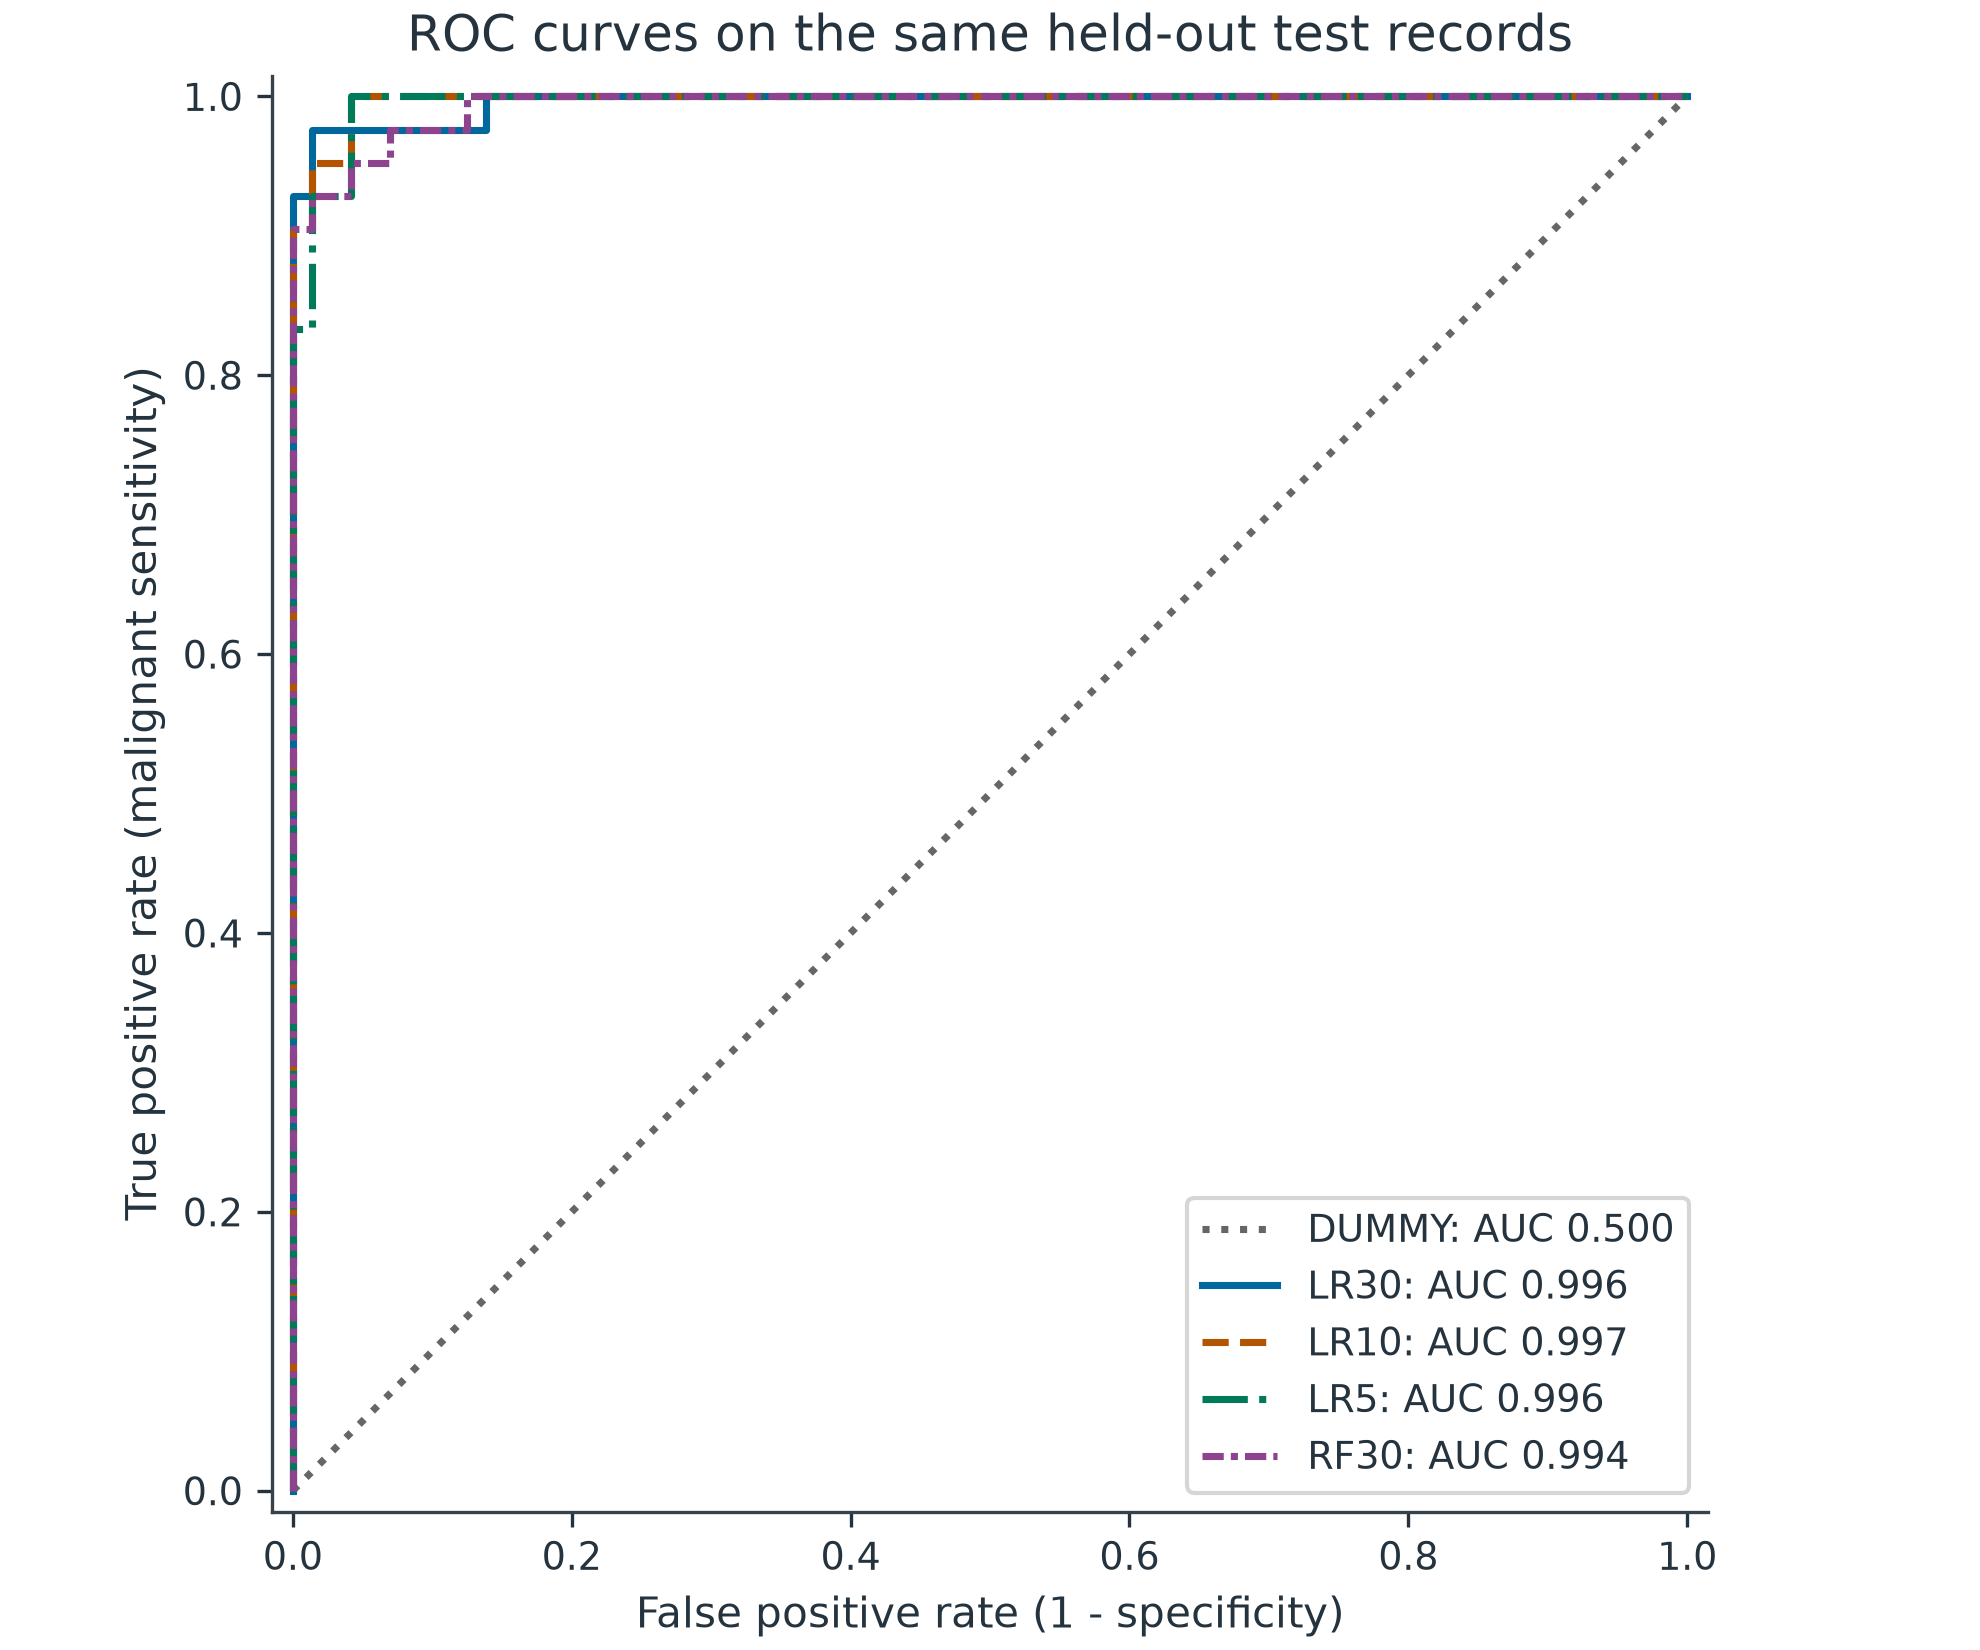 ROC curves on the same held-out test records
True positive rate (malignant sensitivity)
1.0
0.8
0.6
0.4
0.2
0.0
0.0 0.2 0.4 0.6 0.8 1.0
False positive rate (1 - specificity)
DUMMY: AUC 0.500
LR30: AUC 0.996
LR10: AUC 0.997
LR5: AUC 0.996
RF30: AUC 0.994